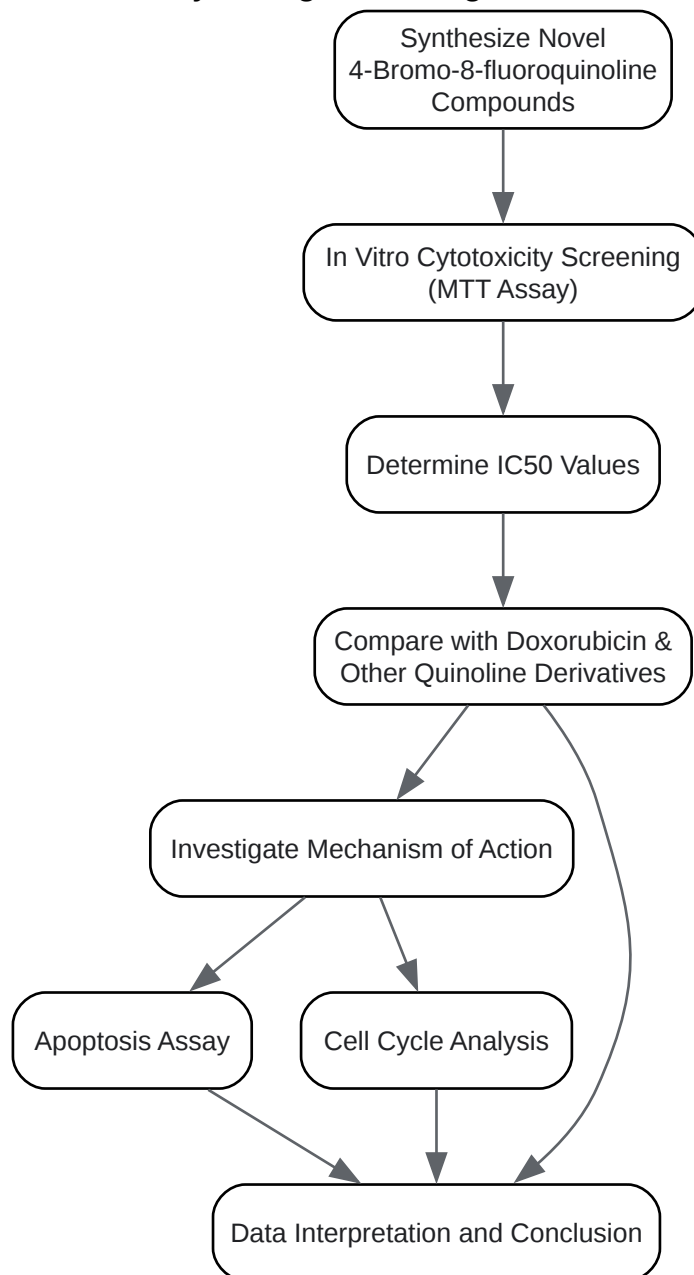 Synthesize Novel
4-Bromo-8-fluoroquinoline
Compounds
In Vitro Cytotoxicity Screening
(MTT Assay)
Determine IC50 Values
Compare with Doxorubicin &
Other Quinoline Derivatives
Investigate Mechanism of Action
Apoptosis Assay
Cell Cycle Analysis
Data Interpretation and Conclusion